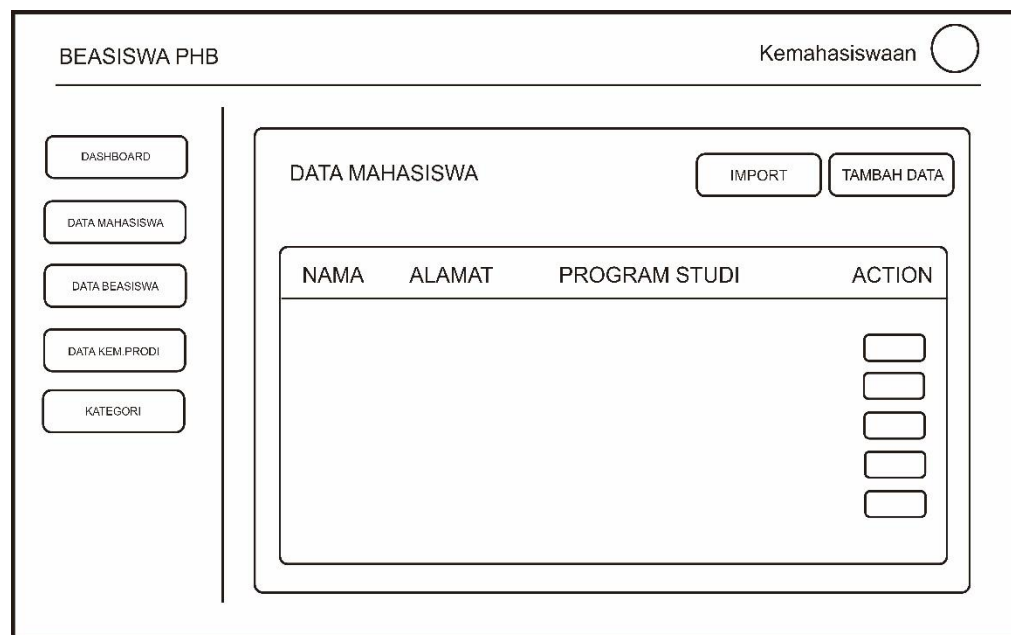 BEASISWA PHB
Kemahasiswaan
DASHBOARD
DATA MAHASISWA
DATA BEASISWA
DATA KEM.PRODI
KATEGORI
DATA MAHASISWA
IMPORT
TAMBAH DATA
NAMA ALAMAT PROGRAM STUDI ACTION